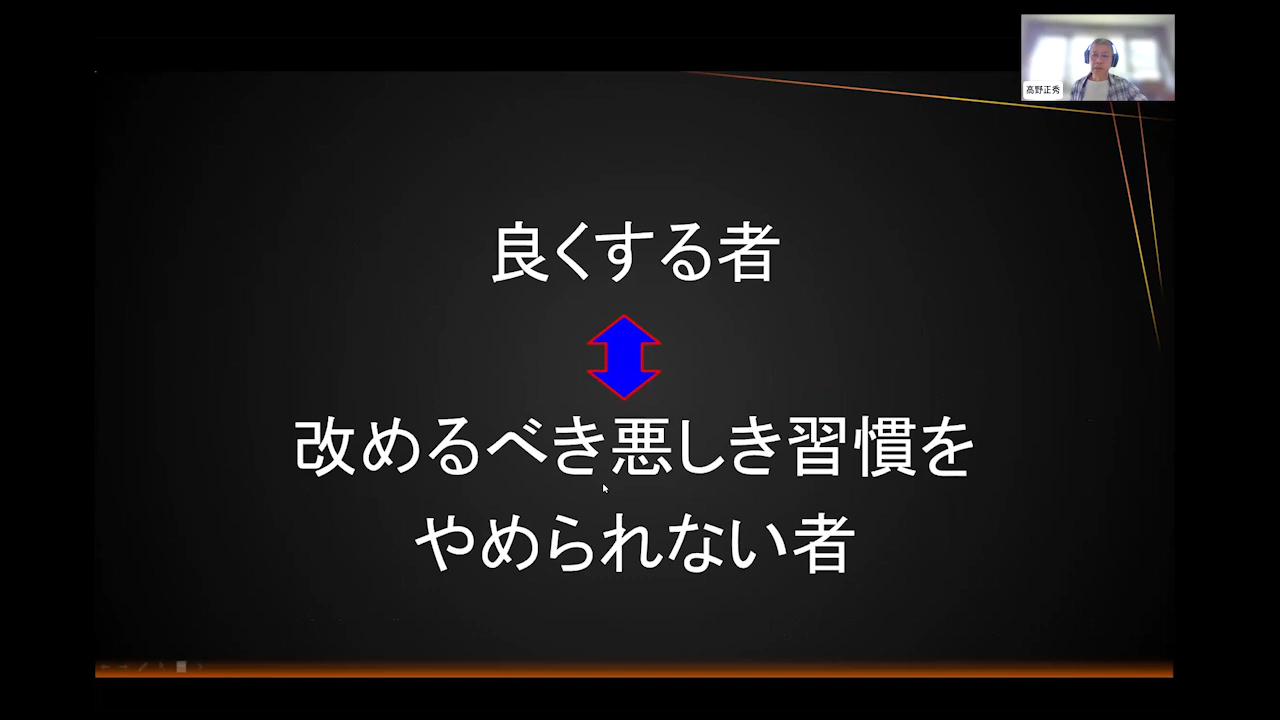 高野正秀
良くする者
改めるべき悪しき習慣を
やめられない者